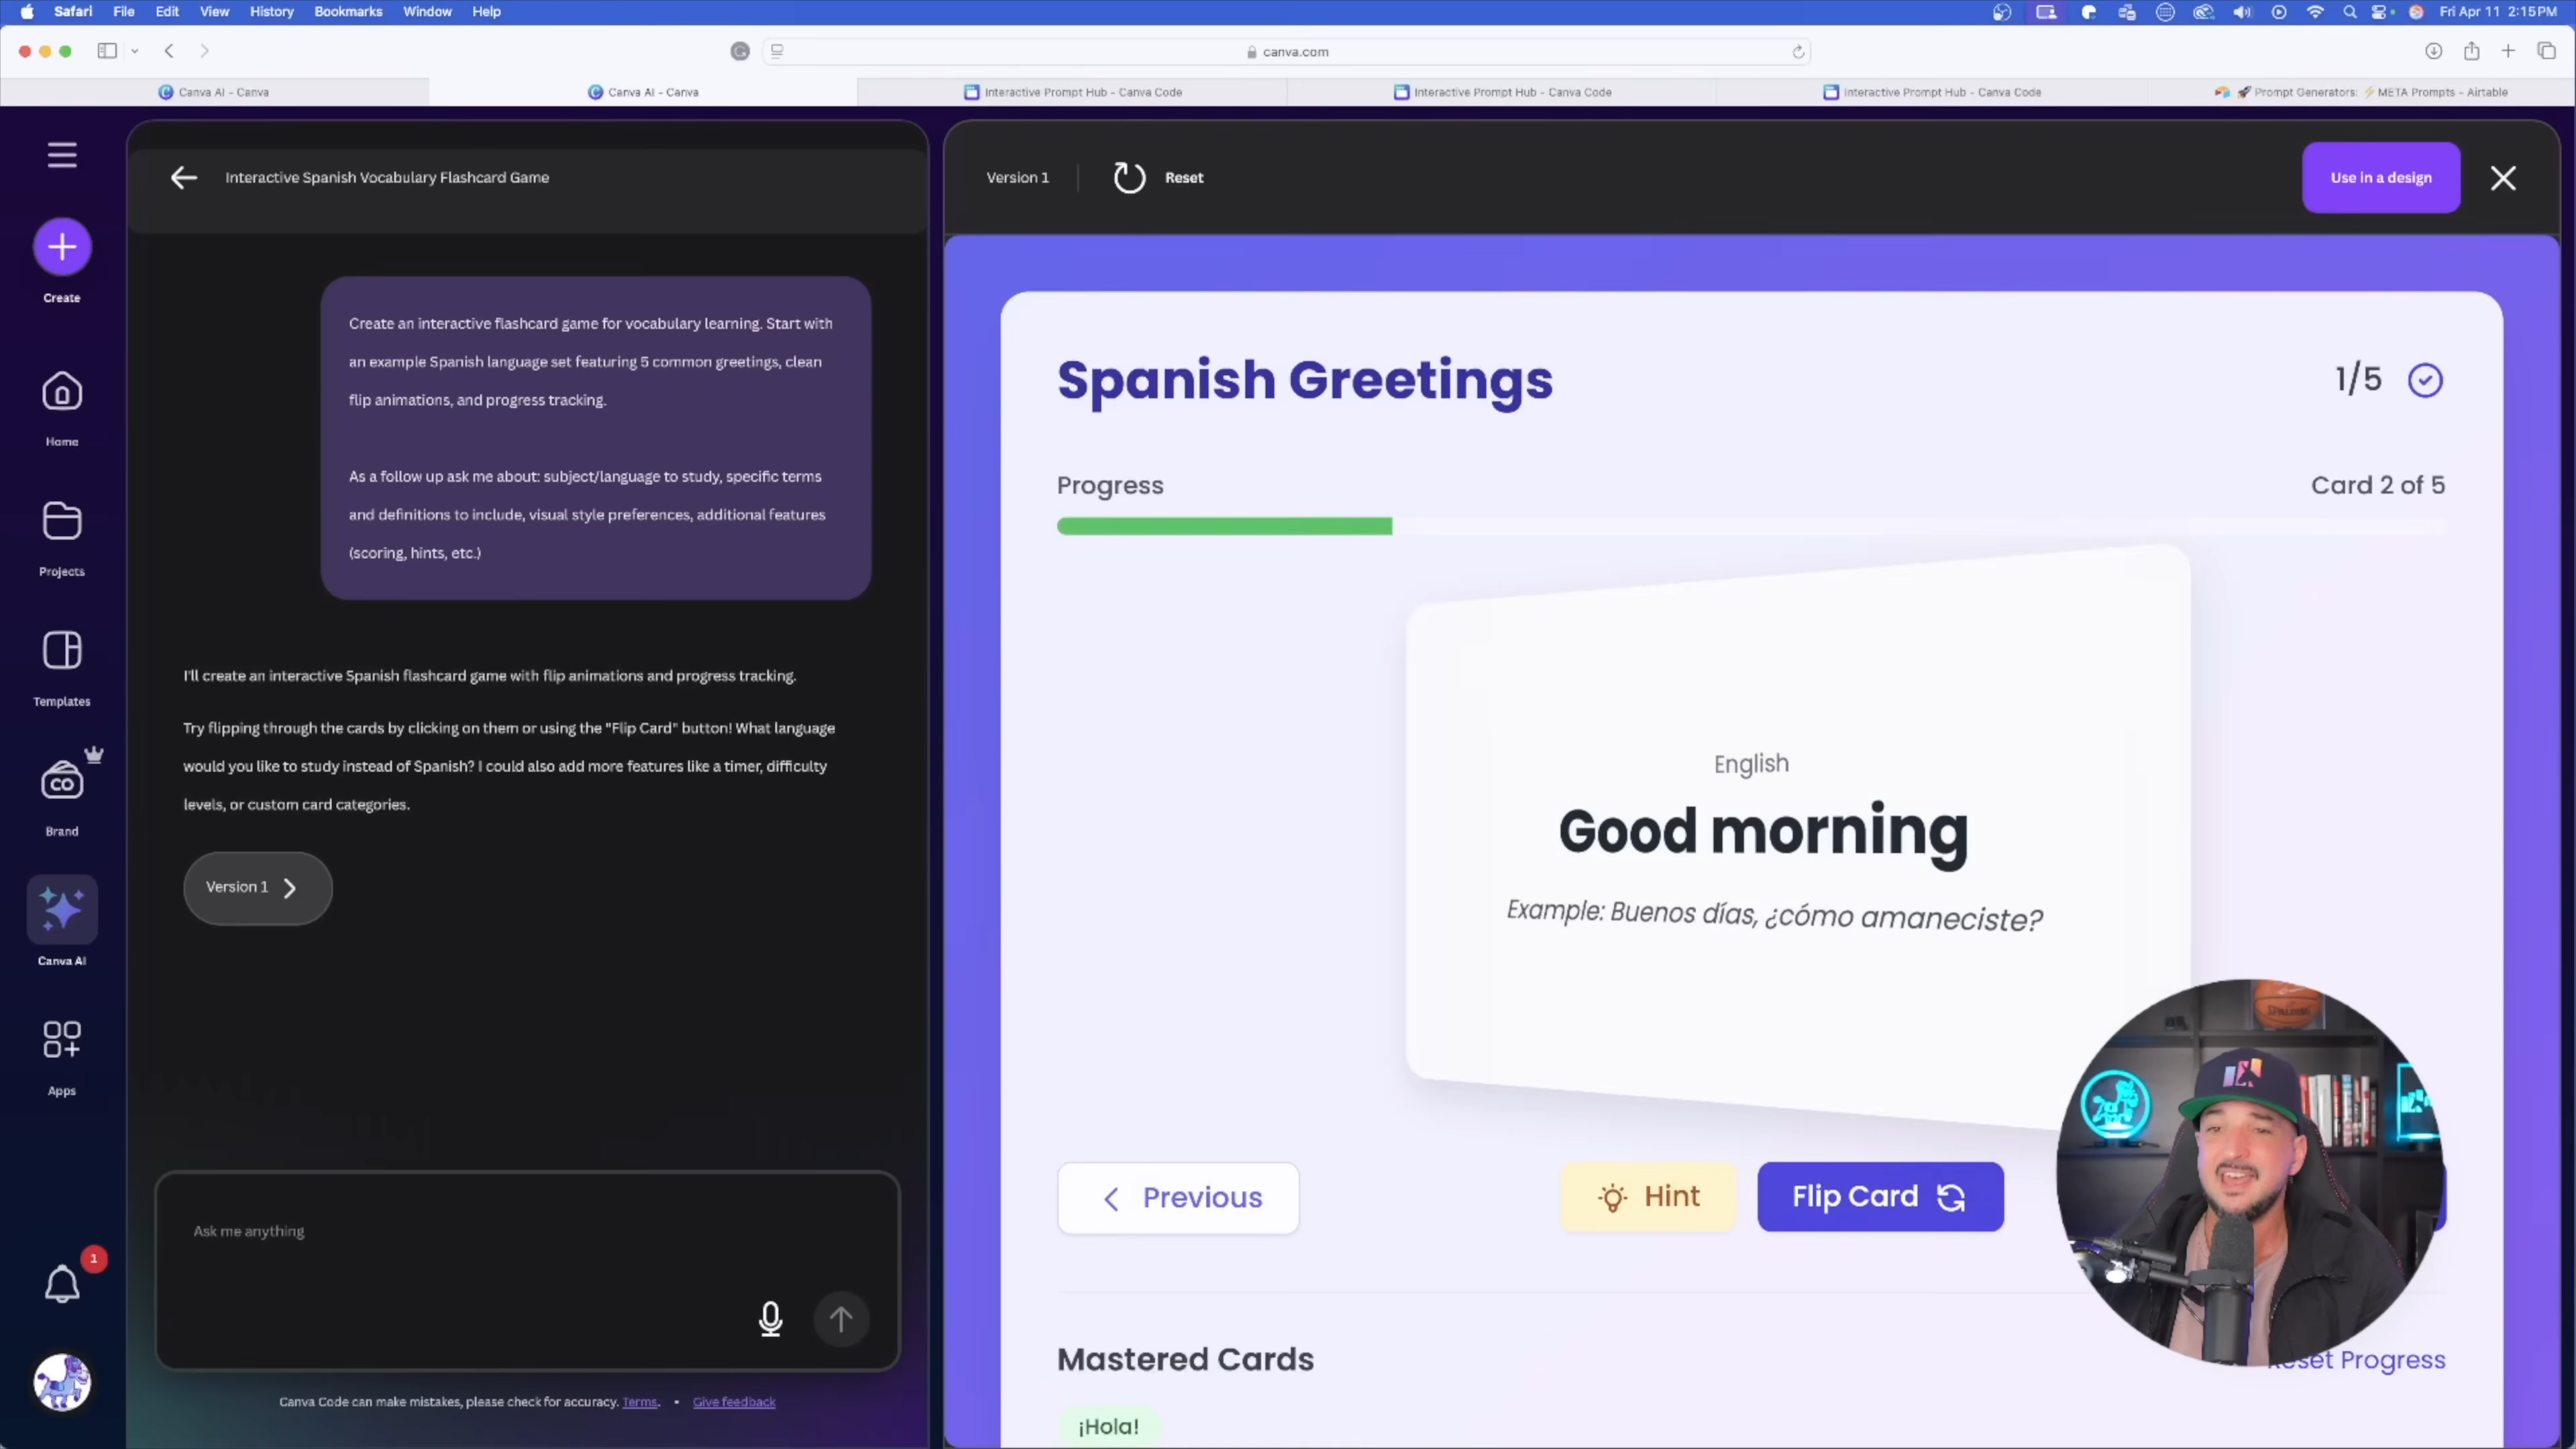 Safari File Edit View History Bookmarks Window Help
Fri Apr 11 2:15PM
canva.com
Canva AI - Canva
Canva AI - Canva
Interactive Prompt Hub - Canva Code
Interactive Prompt Hub - Canva Code
Interactive Prompt Hub - Canva Code
🚀 Prompt Generators: ⚡META Prompts - Airtable
Create
Home
Projects
Templates
CO
Brand
Canva AI
Apps
1
Interactive Spanish Vocabulary Flashcard Game
Create an interactive flashcard game for vocabulary learning. Start with
an example Spanish language set featuring 5 common greetings, clean
flip animations, and progress tracking.
As a follow up ask me about: subject/language to study, specific terms
and definitions to include, visual style preferences, additional features
(scoring, hints, etc.)
I'll create an interactive Spanish flashcard game with flip animations and progress tracking.
Try flipping through the cards by clicking on them or using the "Flip Card" button! What language
would you like to study instead of Spanish? I could also add more features like a timer, difficulty
levels, or custom card categories.
Version 1
Ask me anything
Canva Code can make mistakes, please check for accuracy. Terms. • Give feedback
Version 1
Reset
Use in a design
Spanish Greetings
1/5
Progress
Card 2 of 5
English
Good morning
Example: Buenos días, ¿cómo amaneciste?
Previous
Hint
Flip Card
SPALDING
Mastered Cards
Progress
¡Hola!